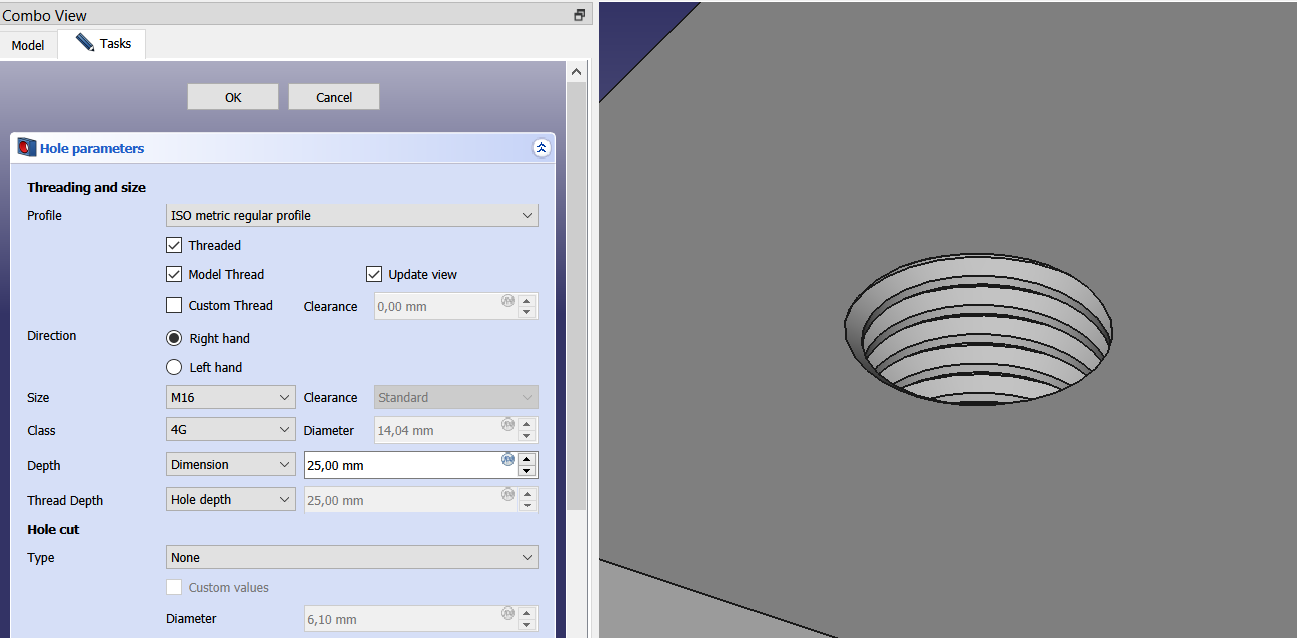 Combo View
Model Tasks
OK Cancel
Hole parameters
Threading and size
Profile ISO metric regular profile
Threaded
Model Thread Update view
Custom Thread Clearance 0,00 mm
Direction Right hand
Left hand
Size M16 Clearance Standard
Class 4G Diameter 14,04 mm
Depth Dimension 25,00 mm
Thread Depth Hole depth 25,00 mm
Hole cut
Type None
Custom values
Diameter 6,10 mm